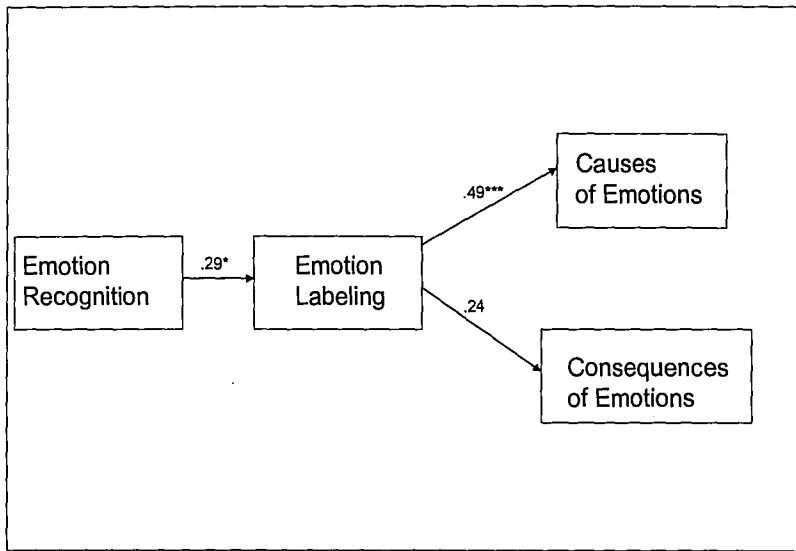 Emotion
Recognition
.29*
Emotion
Labeling
.49***
Causes
of Emotions
.24
Consequences
of Emotions